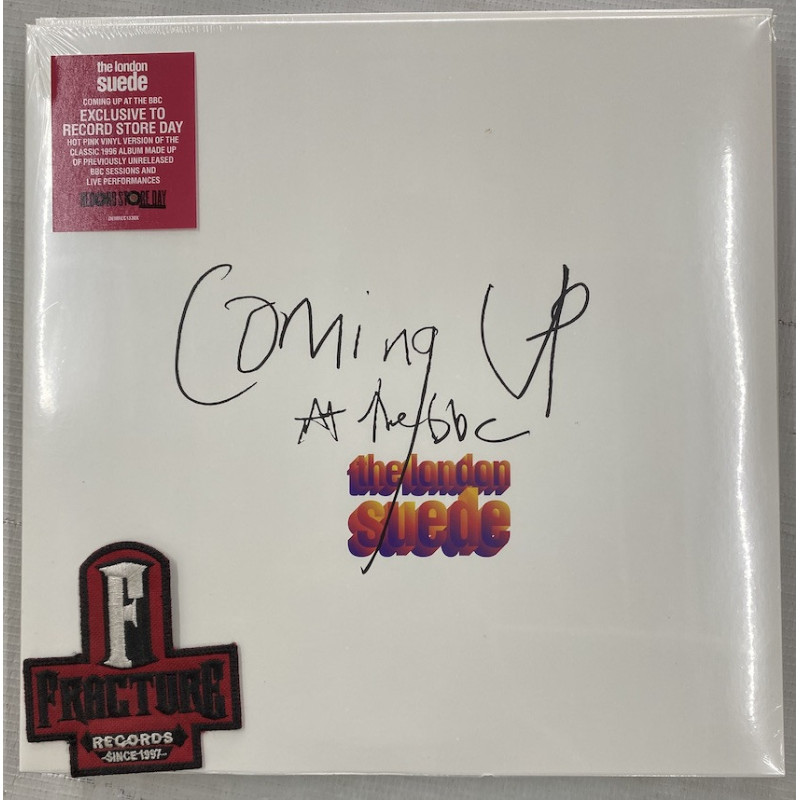 the london
suede
COMING UP AT THE BBC
EXCLUSIVE TO
RECORD STORE DAY
HOT PINK VINYL VERSION OF THE
CLASSIC 1996 ALBUM MADE UP
OF PREVIOUSLY UNRELEASED
BBC SESSIONS AND
LIVE PERFORMANCES
RECORD STORE DAY
Coming Up
At the bbc
the london
suede
F
FRACTURE
RECORDS
SINCE 1997